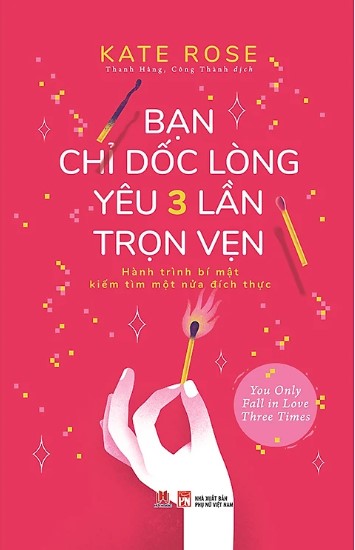 KATE ROSE
Thanh Hằng, Công Thành dịch
BẠN
CHỈ DỐC LÒNG
YÊU 3 LẦN
TRỌN VẸN
Hành trình bí mật
kiếm tìm một nửa đích thực
You Only
Fall in Love
Three Times
NHÀ XUẤT BẢN
PHỤ NỮ VIỆT NAM